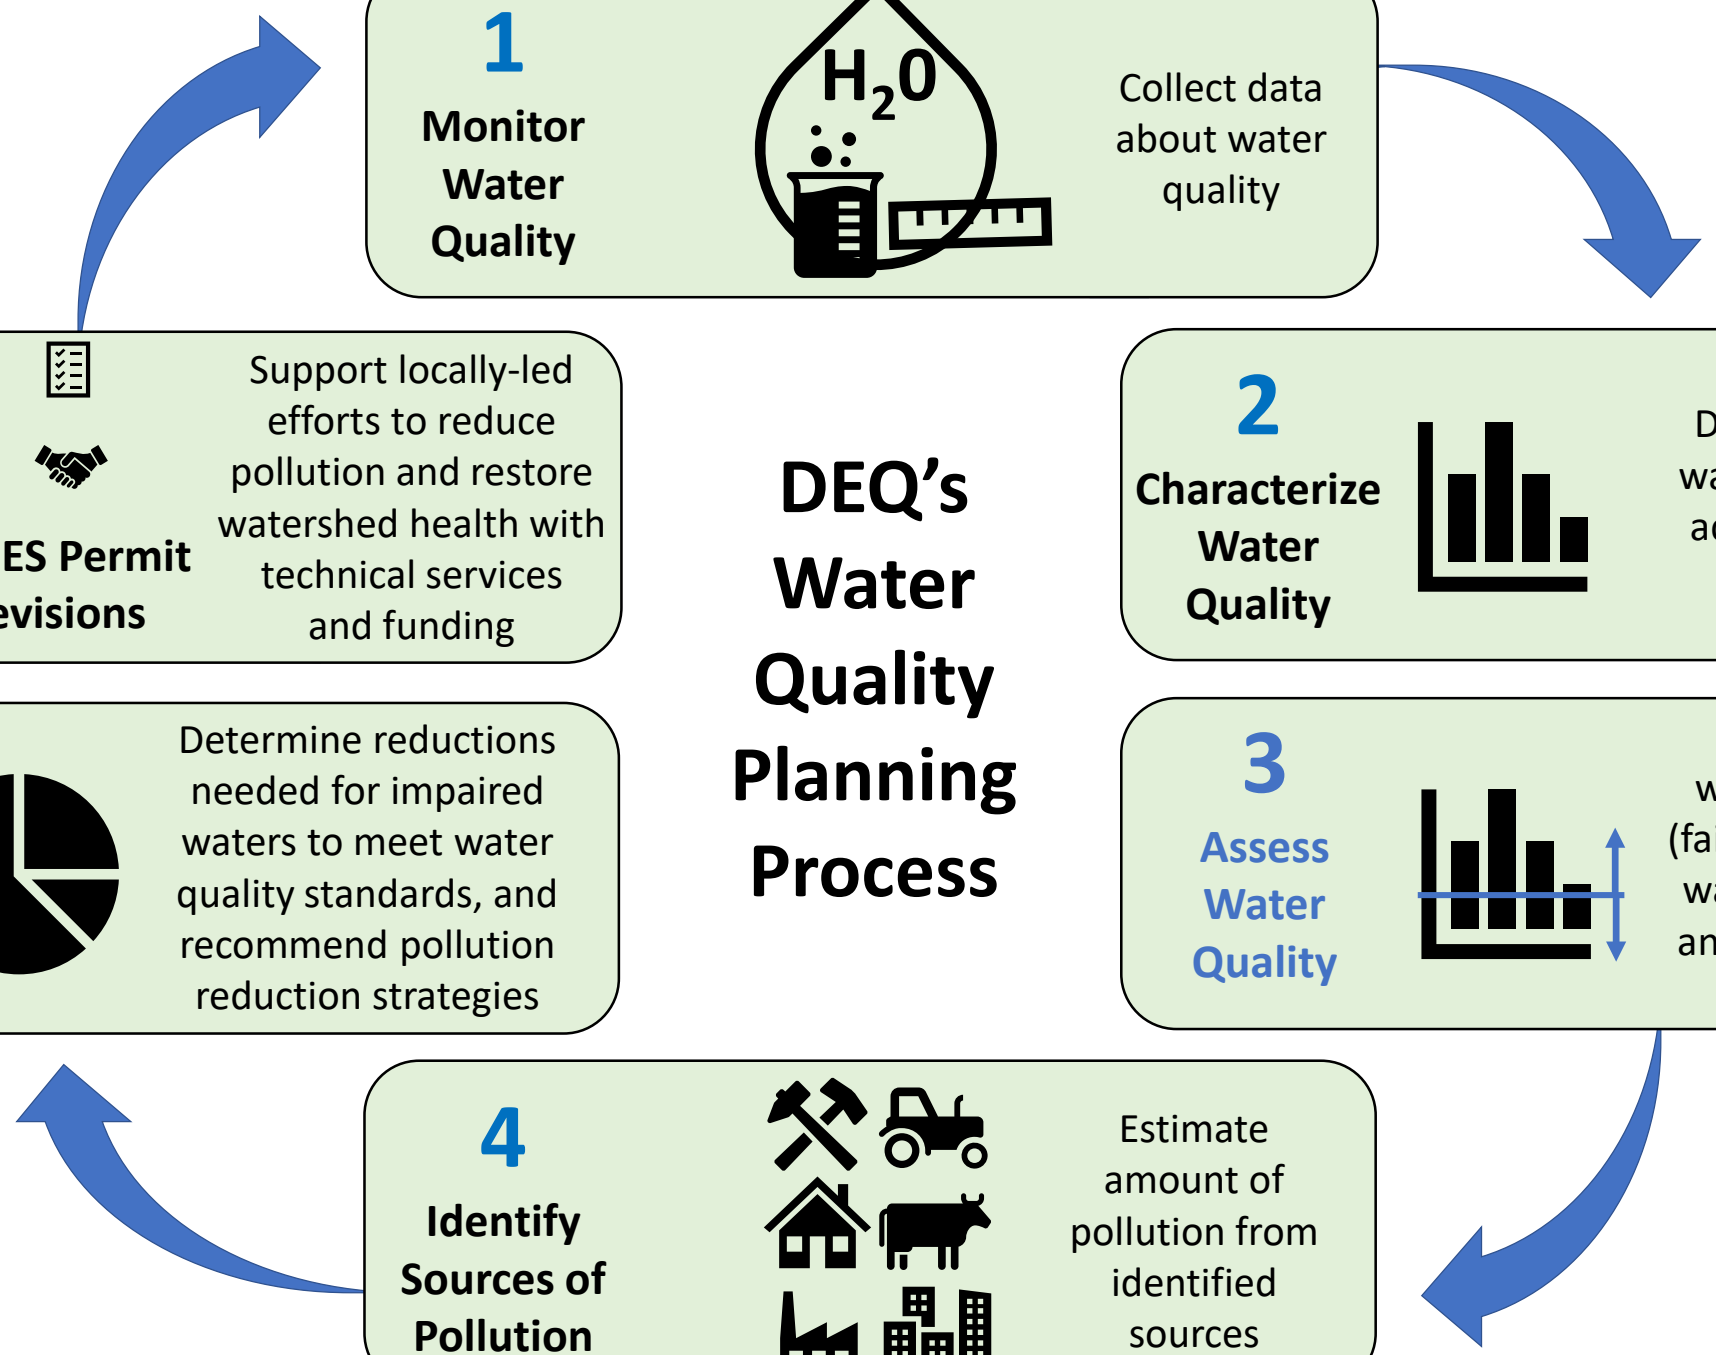 1
Monitor
Water
Quality
H₂0
Collect data
about water
quality
2
Characterize
Water
Quality
3
Assess
Water
Quality
4
Identify
Sources of
Pollution
Estimate
amount of
pollution from
identified
sources
Determine reductions
needed for impaired
waters to meet water
quality standards, and
recommend pollution
reduction strategies
Permit
Support locally-led
efforts to reduce
pollution and restore
watershed health with
technical services
and funding
DEQ’s
Water
Quality
Planning
Process